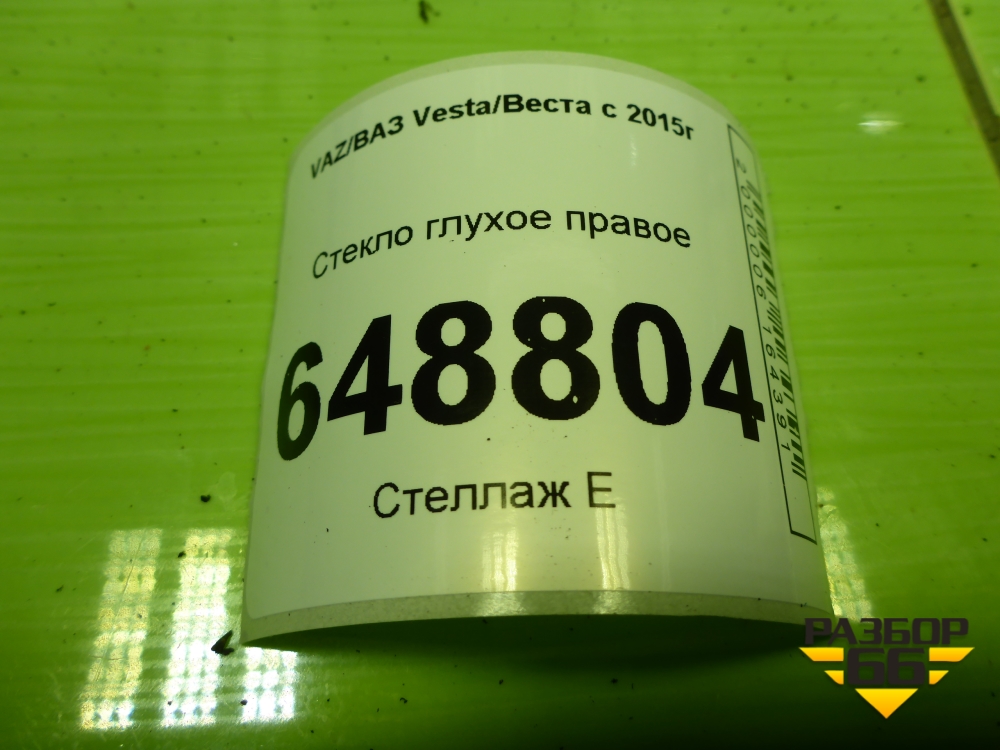 VAZ/ВАЗ Vesta/Веста с 2015г
Стекло глухое правое
648804
Стеллаж Е
2000006164391
РАЗБОР
66